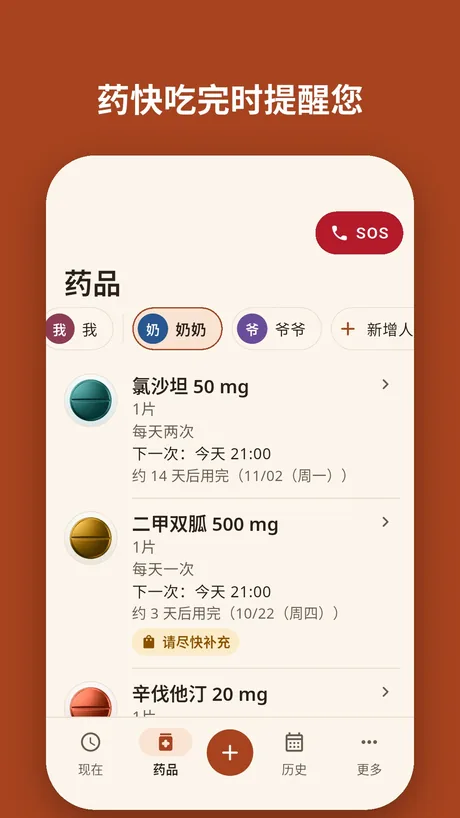 药快吃完时提醒您
SOS
药品
我 我
奶 奶奶
爷 爷爷
+ 新增人
氯沙坦 50 mg
1片
每天两次
下一次：今天 21:00
约 14 天后用完（11/02（周一））
二甲双胍 500 mg
1片
每天一次
下一次：今天 21:00
约 3 天后用完（10/22（周四））
请尽快补充
辛伐他汀 20 mg
1片
现在
药品
历史
更多